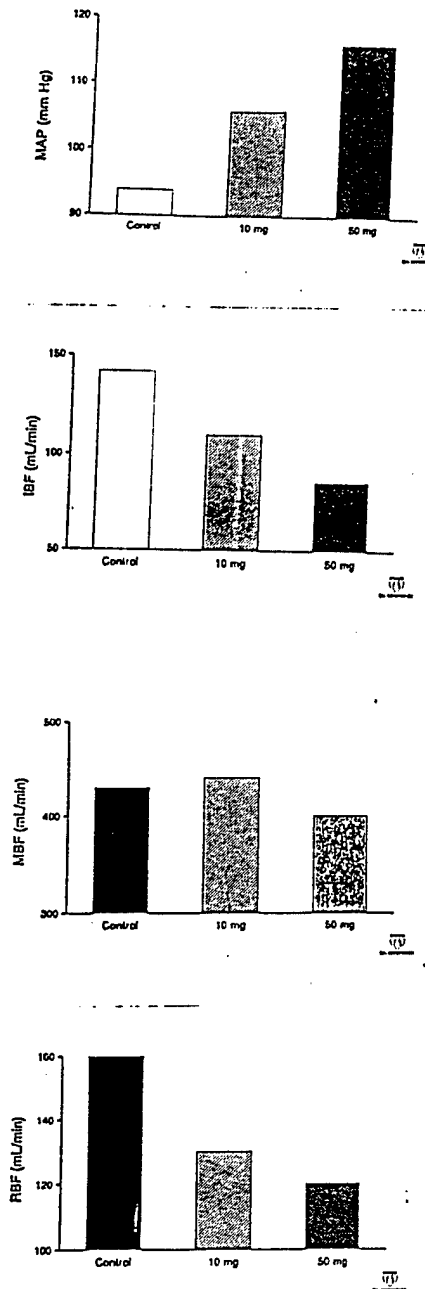 120
110
100
90
MAP (mm Hg)
Control
10 mg
50 mg
150
100
50
IBF (mL/min)
Control
10 mg
50 mg
500
400
300
MBF (mL/min)
Control
10 mg
50 mg
160
140
120
100
RBF (mL/min)
Control
10 mg
50 mg